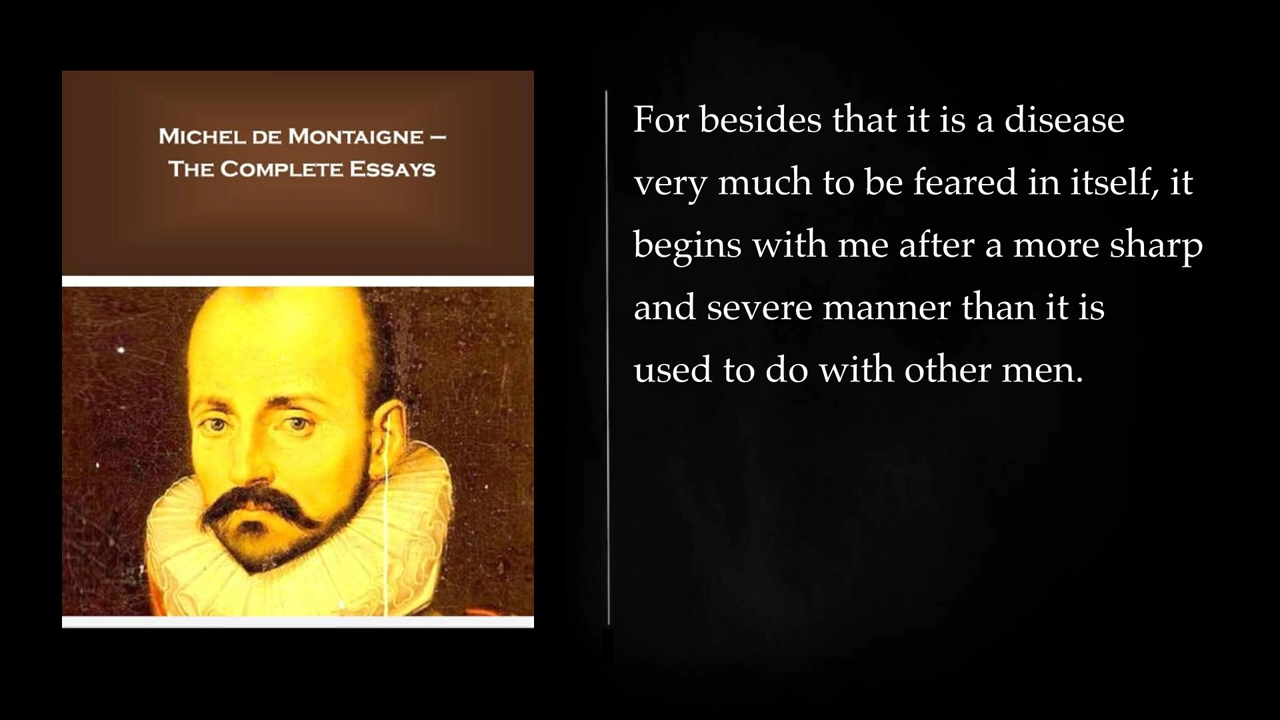 MICHEL DE MONTAIGNE –
THE COMPLETE ESSAYS
For besides that it is a disease
very much to be feared in itself, it
begins with me after a more sharp
and severe manner than it is
used to do with other men.